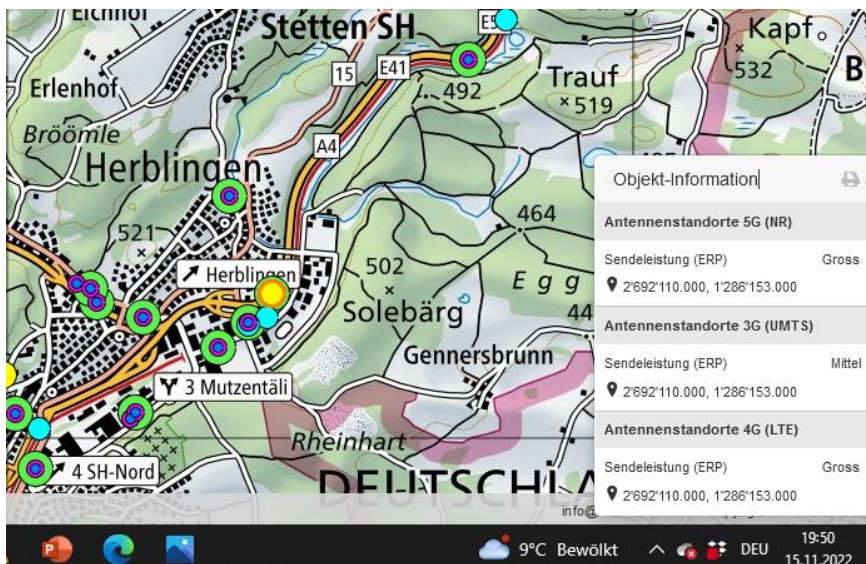 Stetten SH
Kapf
532
B
15
E41
492
Trauf
519
Erlenhof
Bröömle
Herblingen
A4
521
464
Herblingen
502
Solebärg
Egg
Gennersbrunn
3 Mutzentäli
Rheinhart
4 SH-Nord
DEUTSCHLA
info@
Objekt-Information
Antennenstandorte 5G (NR)
Sendeleistung (ERP) Gross
2'692'110.000, 1'286'153.000
Antennenstandorte 3G (UMTS)
Sendeleistung (ERP) Mittel
2'692'110.000, 1'286'153.000
Antennenstandorte 4G (LTE)
Sendeleistung (ERP) Gross
2'692'110.000, 1'286'153.000
9°C Bewölkt
DEU
19:50
15.11.2022